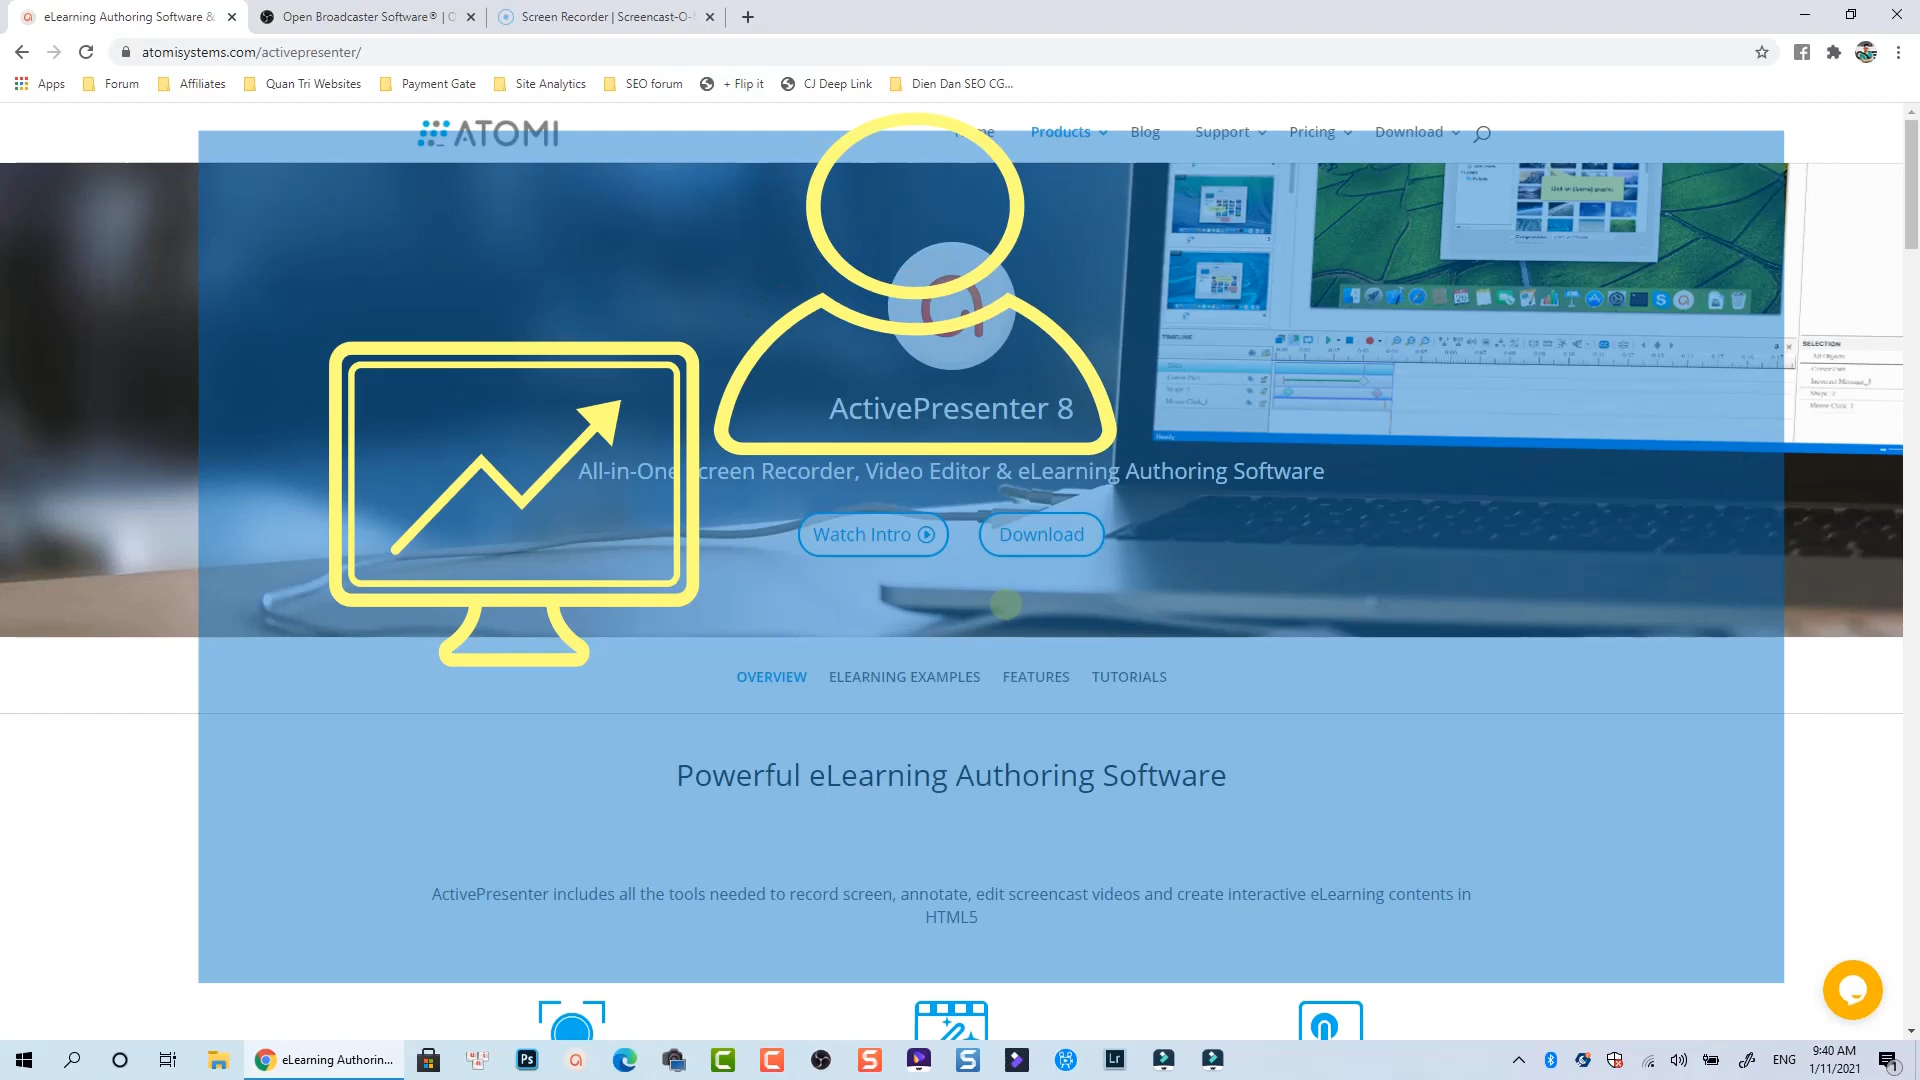 eLearning Authoring Software &
Open Broadcaster Software® | O
Screen Recorder | Screencast-O-
atomisystems.com/activepresenter/
Apps
Forum
Affiliates
Quan Tri Websites
Payment Gate
Site Analytics
SEO forum
+ Flip it
CJ Deep Link
Dien Dan SEO CG...
ATOMI
Products
Blog
Support
Pricing
Download
TIMELINE
SELECTION
ActivePresenter 8
All-in-One Screen Recorder, Video Editor & eLearning Authoring Software
Watch Intro
Download
OVERVIEW
ELEARNING EXAMPLES
FEATURES
TUTORIALS
Powerful eLearning Authoring Software
ActivePresenter includes all the tools needed to record screen, annotate, edit screencast videos and create interactive eLearning contents in
HTML5
eLearning Authorin...
ENG
9:40 AM
1/11/2021